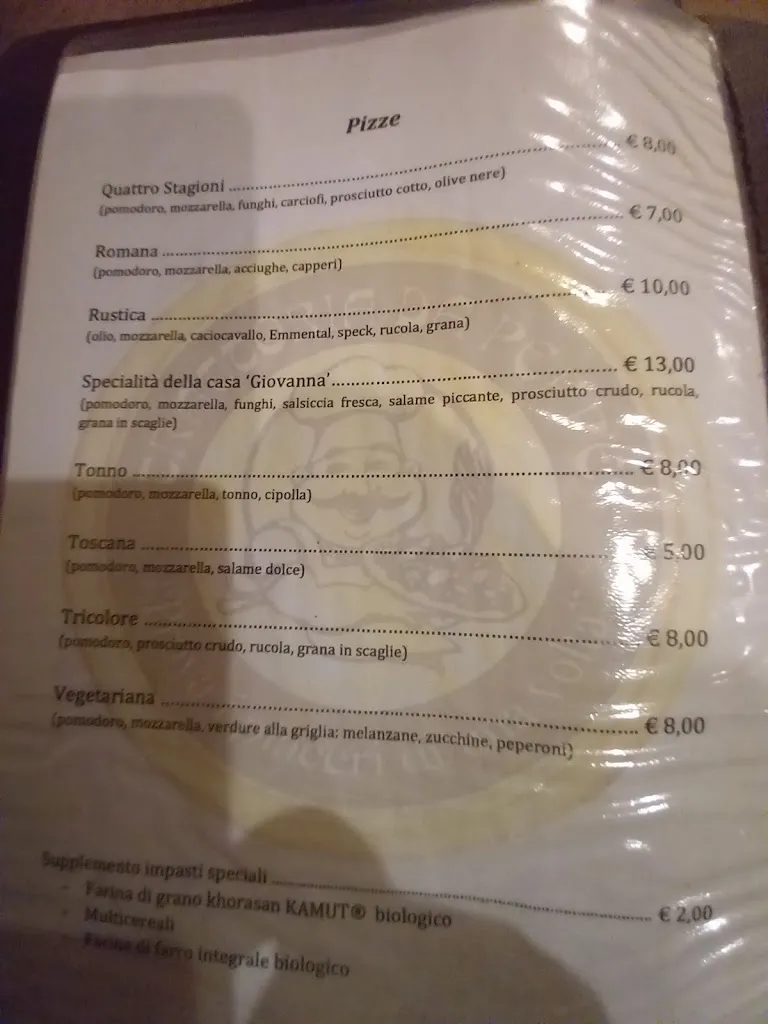 Pizze
Quattro Stagioni ........................................ € 8,00
(pomodoro, mozzarella, funghi, carciofi, prosciutto cotto, olive nere)
Romana ........................................ € 7,00
(pomodoro, mozzarella, acciughe, capperi)
Rustica ........................................ € 10,00
(olio, mozzarella, caciocavallo, Emmental, speck, rucola, grana)
Specialità della casa ‘Giovanna’ ........................................ € 13,00
(pomodoro, mozzarella, funghi, salsiccia fresca, salame piccante, prosciutto crudo, rucola,
grana in scaglie)
Tonno ........................................ € 8,00
(pomodoro, mozzarella, tonno, cipolla)
Toscana ........................................ € 5,00
(pomodoro, mozzarella, salame dolce)
Tricolore ........................................ € 8,00
(pomodoro, prosciutto crudo, rucola, grana in scaglie)
Vegetariana ........................................ € 8,00
(pomodoro, mozzarella, verdure alla griglia: melanzane, zucchine, peperoni)
Supplemento impasti speciali ........................................ € 2,00
- Farina di grano khorasan KAMUT® biologico
- Multicereali
- Farina di farro integrale biologico